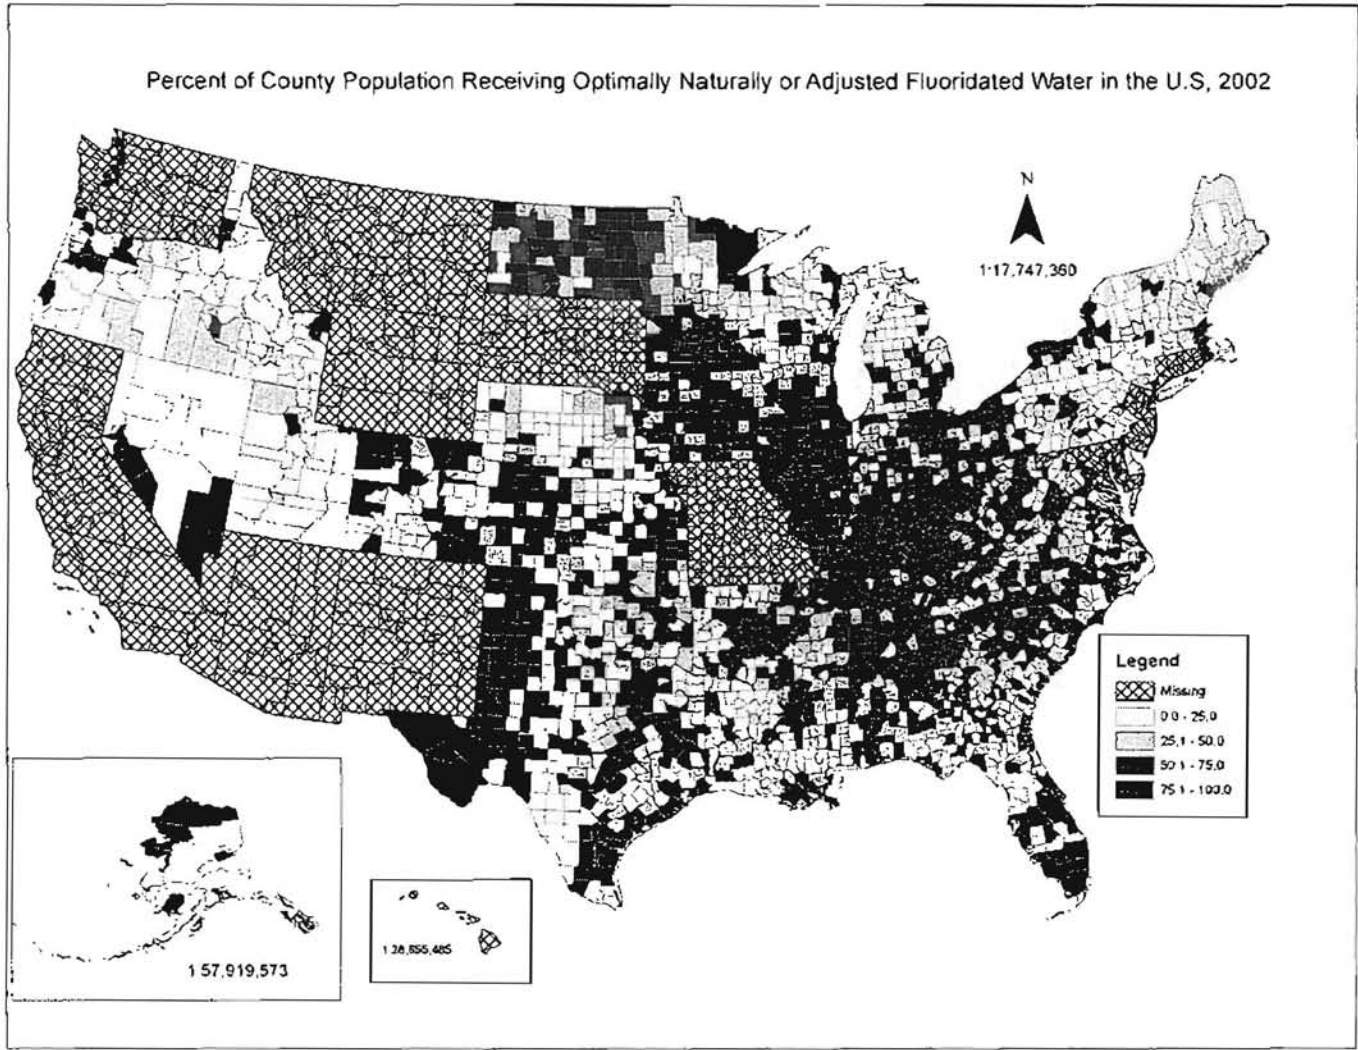 Percent of County Population Receiving Optimally Naturally or Adjusted Fluoridated Water in the U.S, 2002
N
1:17,747,360
Legend
Missing
0.0 - 25.0
25.1 - 50.0
50.1 - 75.0
75.1 - 100.0
1:57,919,573